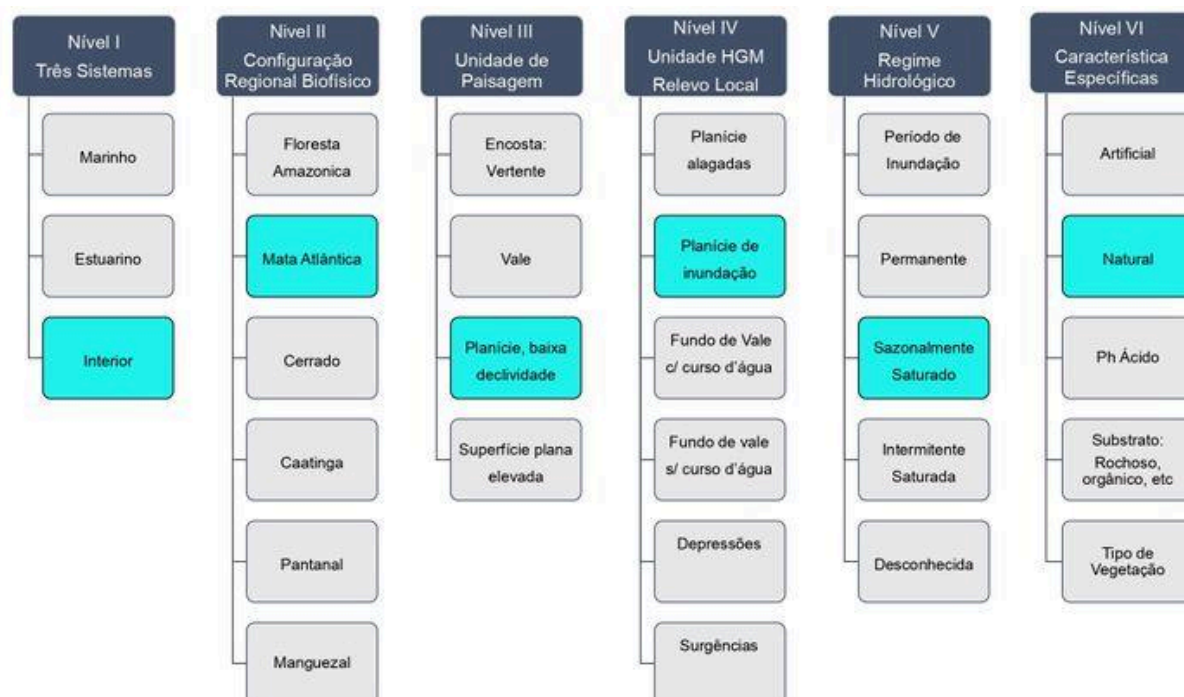 Nível I
Três Sistemas
Marinho
Estuarino
Interior
Nível II
Configuração
Regional Biofísico
Floresta
Amazonica
Mata Atlântica
Cerrado
Caatinga
Pantanal
Manguezal
Nível III
Unidade de
Paisagem
Encosta:
Vertente
Vale
Planície, baixa
declividade
Superfície plana
elevada
Nível IV
Unidade HGM
Relevo Local
Planície
alagadas
Planície de
inundação
Fundo de Vale
c/ curso d'água
Fundo de vale
s/ curso d'água
Depressões
Surgências
Nível V
Regime
Hidrológico
Período de
Inundação
Permanente
Sazonalmente
Saturado
Intermitente
Saturada
Desconhecida
Nível VI
Característica
Específicas
Artificial
Natural
Ph Ácido
Substrato:
Rochoso,
orgânico, etc
Tipo de
Vegetação